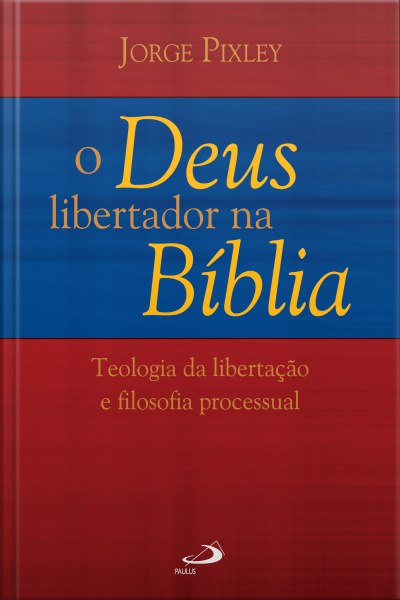 JORGE PIXLEY
o Deus
libertador na
Bíblia
Teologia da libertação
e filosofia processual
PAULUS